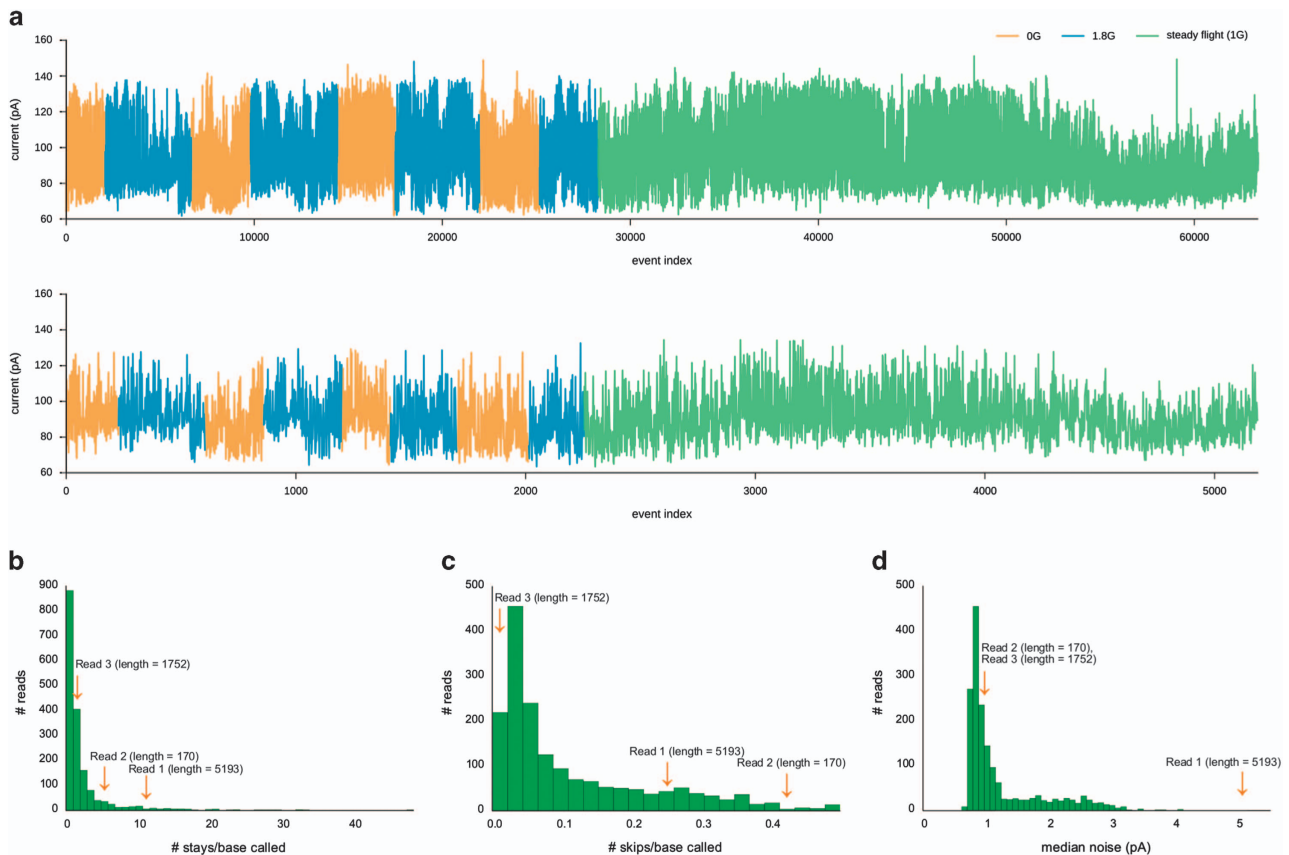 a
0G 1.8G steady flight (1G)
160
140
120
100
80
60
current (pA)
0 10000 20000 30000 40000 50000 60000
event index
160
140
120
100
80
60
current (pA)
0 1000 2000 3000 4000 5000
event index
b
900
800
700
600
500
400
300
200
100
0
# reads
Read 3 (length = 1752)
Read 2 (length = 170)
Read 1 (length = 5193)
0 10 20 30 40
# stays/base called
c
500
400
300
200
100
0
# reads
Read 3 (length = 1752)
Read 1 (length = 5193)
Read 2 (length = 170)
0.0 0.1 0.2 0.3 0.4
# skips/base called
d
500
400
300
200
100
0
# reads
Read 2 (length = 170),
Read 3 (length = 1752)
Read 1 (length = 5193)
0 1 2 3 4 5
median noise (pA)